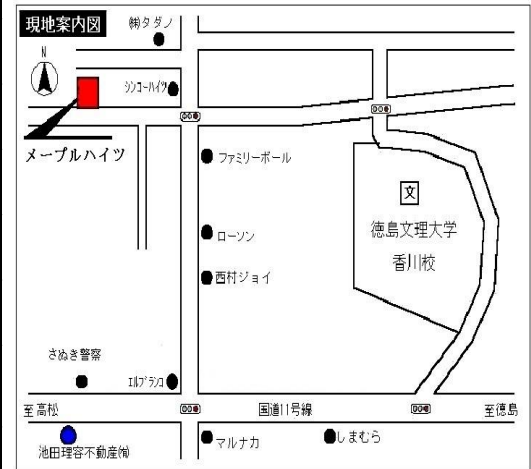 現地案内図
㈱タダノ
N
シンコーハイツ
メープルハイツ
ファミリーボール
文
徳島文理大学
香川校
ローソン
西村ジョイ
さぬき警察
エルブランコ
至高松
国道11号線
至徳島
池田理容不動産㈲
マルナカ
しまむら